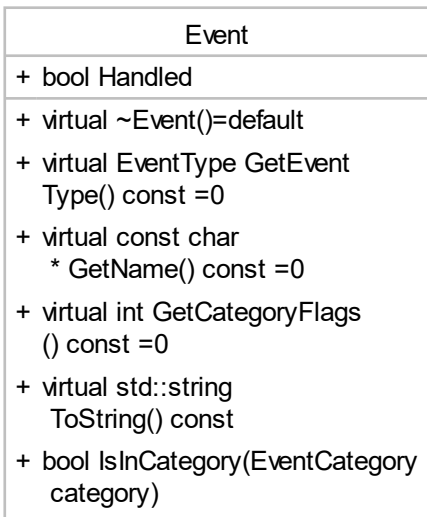 Event
+ bool Handled
+ virtual ~Event()=default
+ virtual EventType GetEvent
Type() const =0
+ virtual const char
* GetName() const =0
+ virtual int GetCategoryFlags
() const =0
+ virtual std::string
ToString() const
+ bool IsInCategory(EventCategory
category)